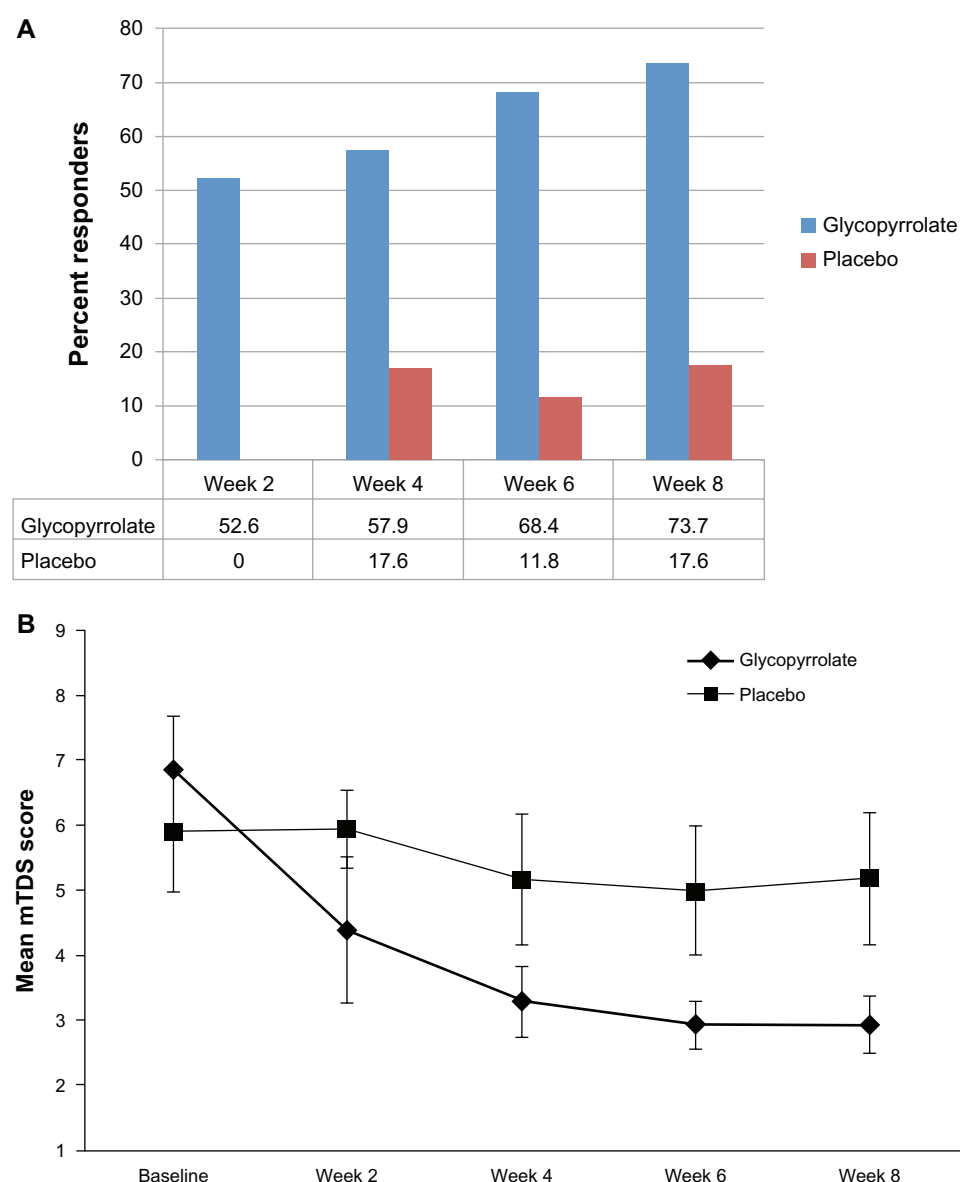 A
80
70
60
50
40
30
20
10
0
Percent responders
Glycopyrrolate
Placebo
Week 2 Week 4 Week 6 Week 8
Glycopyrrolate 52.6 57.9 68.4 73.7
Placebo 0 17.6 11.8 17.6
B
9
8
7
6
5
4
3
2
1
Mean mTDS score
Glycopyrrolate
Placebo
Baseline Week 2 Week 4 Week 6 Week 8